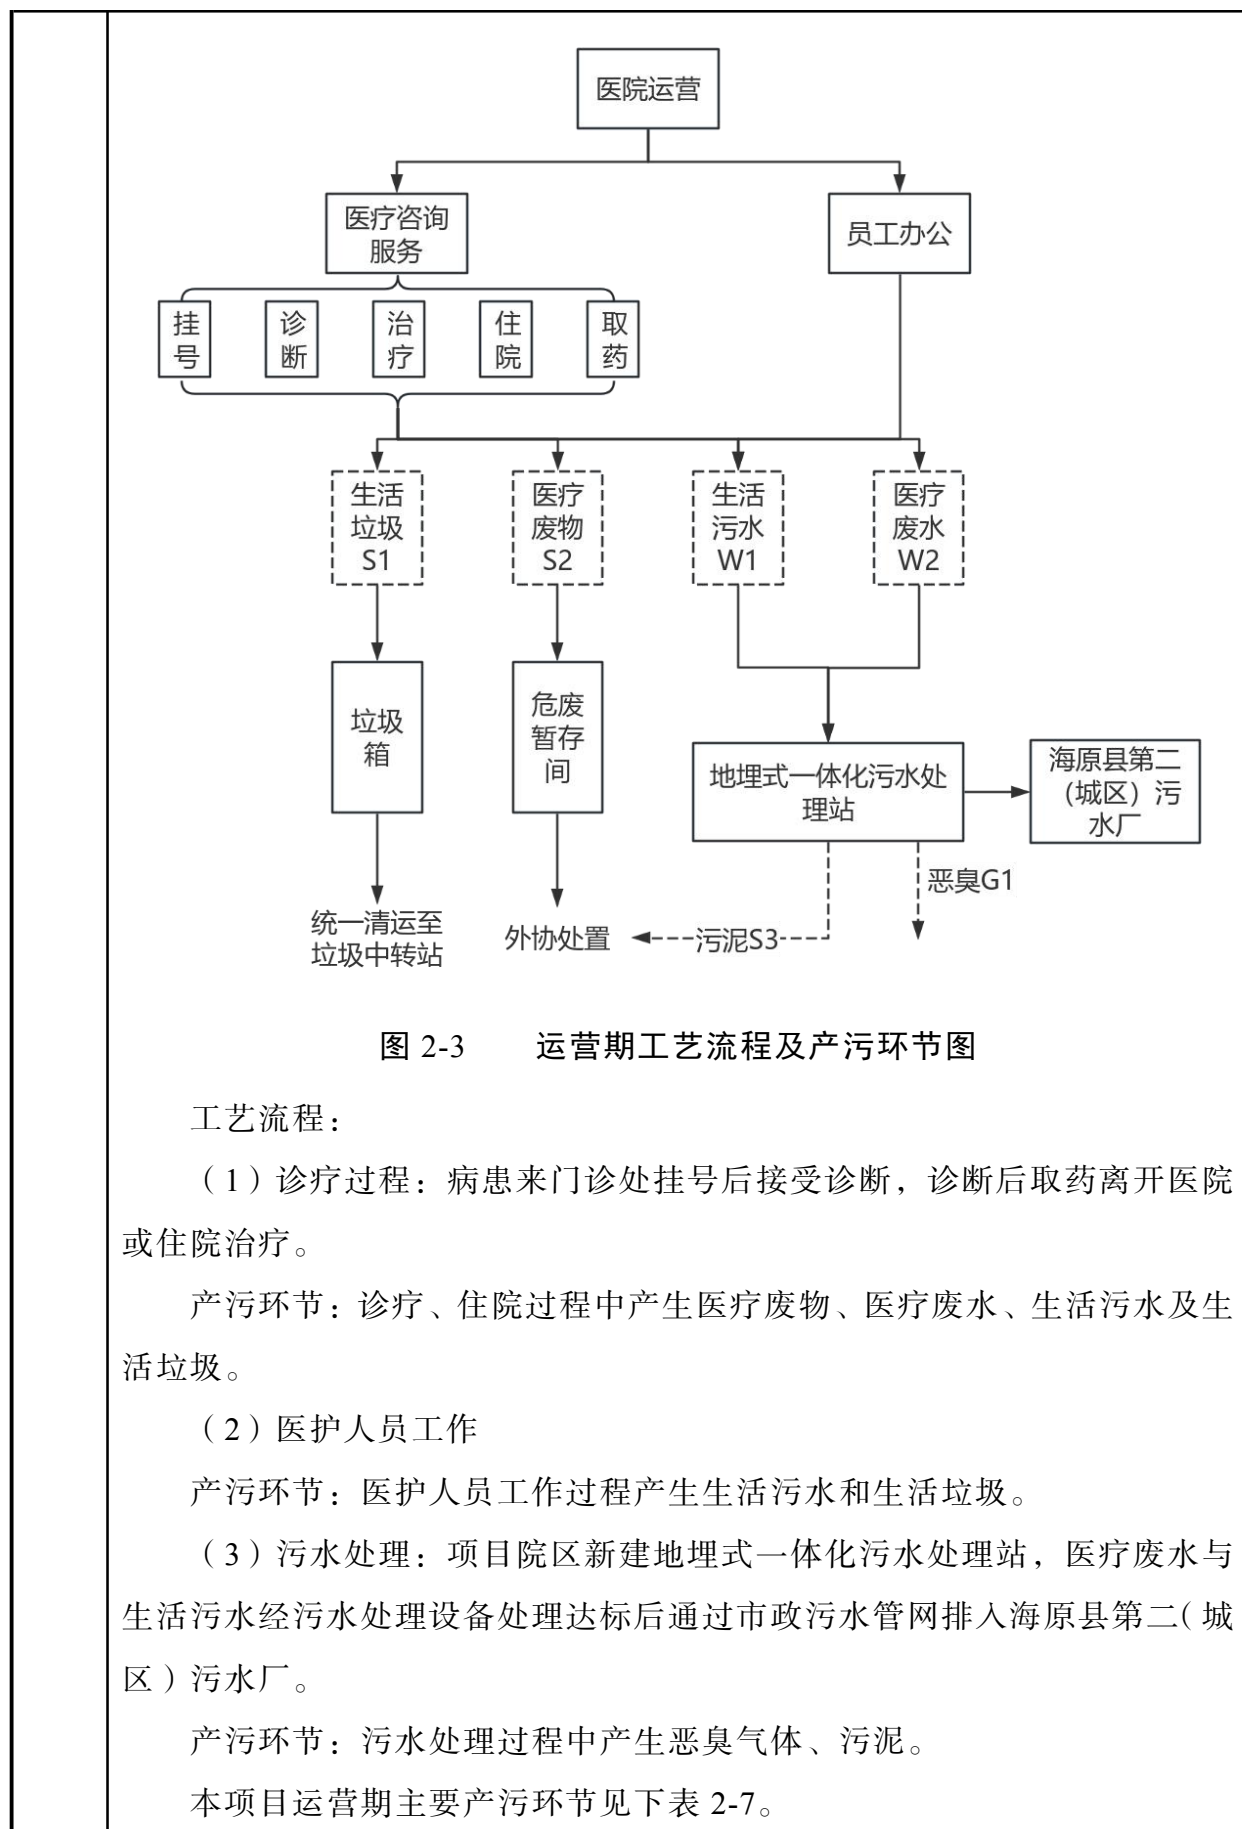 医院运营
医疗咨询
服务
员工办公
挂
号
诊
断
治
疗
住
院
取
药
生活
垃圾
S1
医疗
废物
S2
生活
污水
W1
医疗
废水
W2
垃圾
箱
危废
暂存
间
地埋式一体化污水处
理站
海原县第二
（城区）污
水厂
恶臭G1
统一清运至
垃圾中转站
外协处置
污泥S3
图 2-3 运营期工艺流程及产污环节图
工艺流程：
（1）诊疗过程：病患来门诊处挂号后接受诊断，诊断后取药离开医院
或住院治疗。
产污环节：诊疗、住院过程中产生医疗废物、医疗废水、生活污水及生
活垃圾。
（2）医护人员工作
产污环节：医护人员工作过程产生生活污水和生活垃圾。
（3）污水处理：项目院区新建地埋式一体化污水处理站，医疗废水与
生活污水经污水处理设备处理达标后通过市政污水管网排入海原县第二（城
区）污水厂。
产污环节：污水处理过程中产生恶臭气体、污泥。
本项目运营期主要产污环节见下表 2-7。